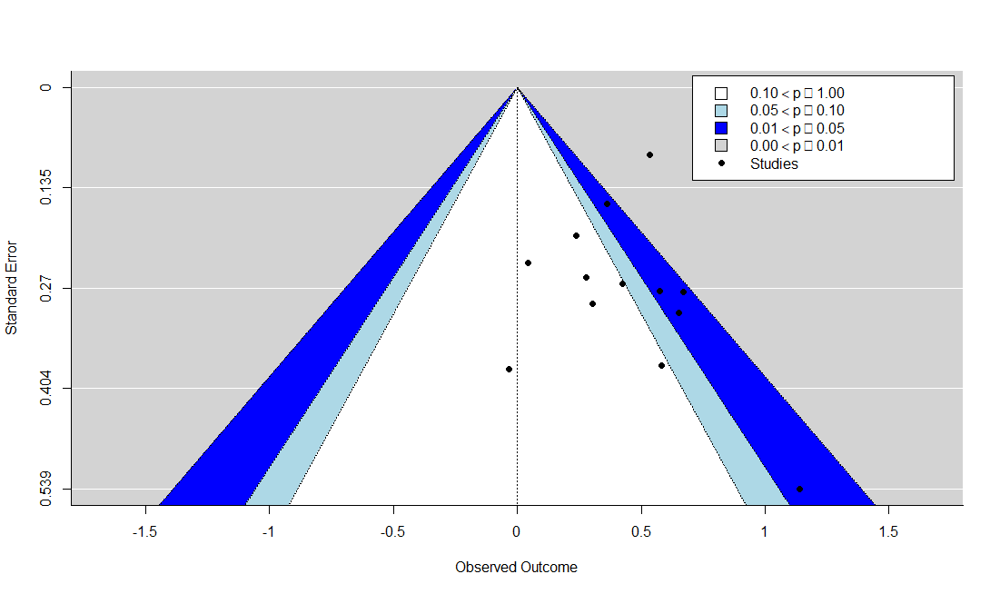 0.10 < p □ 1.00
0.05 < p □ 0.10
0.01 < p □ 0.05
0.00 < p □ 0.01
Studies
Standard Error
0
0.135
0.27
0.404
0.539
-1.5
-1
-0.5
0
0.5
1
1.5
Observed Outcome